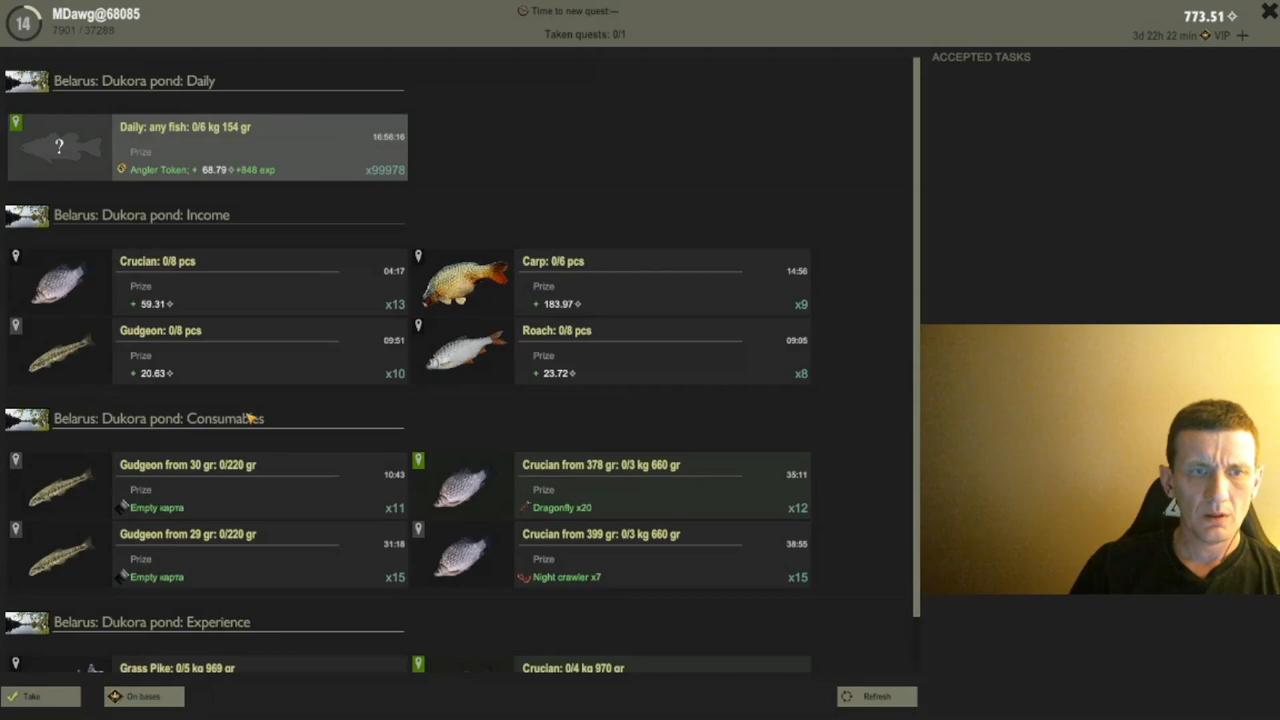 14
MDawg@68085
7901 / 37288
Time to new quest:—
Taken quests: 0/1
773.51
3d 22h 22 min VIP
Belarus: Dukora pond: Daily
Daily: any fish: 0/6 kg 154 gr
16:56:16
Prize
Angler Token; + 68.79 +848 exp
x99978
Belarus: Dukora pond: Income
Crucian: 0/8 pcs
04:17
Prize
+ 59.31
x13
Carp: 0/6 pcs
14:56
Prize
+ 183.97
x9
Gudgeon: 0/8 pcs
09:51
Prize
+ 20.63
x10
Roach: 0/8 pcs
09:05
Prize
+ 23.72
x8
Belarus: Dukora pond: Consumables
Gudgeon from 30 gr: 0/220 gr
10:43
Prize
Empty карта
x11
Crucian from 378 gr: 0/3 kg 660 gr
35:11
Prize
Dragonfly x20
x12
Gudgeon from 29 gr: 0/220 gr
31:18
Prize
Empty карта
x15
Crucian from 399 gr: 0/3 kg 660 gr
38:55
Prize
Night crawler x7
x15
Belarus: Dukora pond: Experience
Grass Pike: 0/5 kg 969 gr
Crucian: 0/4 kg 970 gr
Take
On bases
Refresh
ACCEPTED TASKS